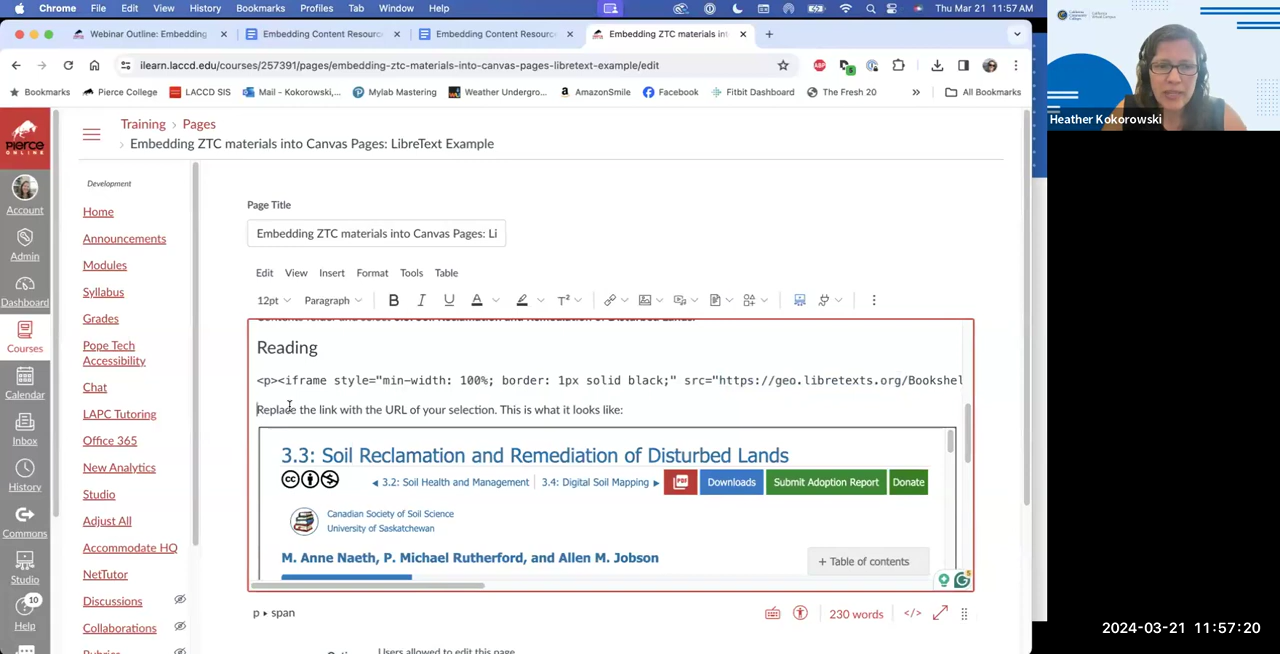 Chrome File Edit View History Bookmarks Profiles Tab Window Help Thu Mar 21 11:57 AM
Webinar Outline: Embedding Embedding Content Resourc Embedding Content Resourc Embedding ZTC materials into
ilearn.laccd.edu/courses/257391/pages/embedding-ztc-materials-into-canvas-pages-libretext-example/edit
Bookmarks Pierce College LACCD SIS Mail - Kokorowski,... Mylab Mastering Weather Undergro... AmazonSmile Facebook Fitbit Dashboard The Fresh 20 » All Bookmarks
Heather Kokorowski
PIERCE
ONLINE
Account
Admin
Dashboard
Courses
Calendar
Inbox
History
Commons
Studio
10
Help
Training > Pages
> Embedding ZTC materials into Canvas Pages: LibreText Example
Development
Home
Announcements
Modules
Syllabus
Grades
Pope Tech
Accessibility
Chat
LAPC Tutoring
Office 365
New Analytics
Studio
Adjust All
Accommodate HQ
NetTutor
Discussions
Collaborations
Page Title
Embedding ZTC materials into Canvas Pages: Li
Edit View Insert Format Tools Table
12pt Paragraph B I U A T²
Reading
<p><iframe style="min-width: 100%; border: 1px solid black;" src="https://geo.libretexts.org/Bookshel
Replace the link with the URL of your selection. This is what it looks like:
3.3: Soil Reclamation and Remediation of Disturbed Lands
◄ 3.2: Soil Health and Management | 3.4: Digital Soil Mapping ► PDF Downloads Submit Adoption Report Donate
Canadian Society of Soil Science
University of Saskatchewan
M. Anne Naeth, P. Michael Rutherford, and Allen M. Jobson
+ Table of contents
p ▸ span
230 words </>
Users allowed to edit this page
2024-03-21 11:57:20